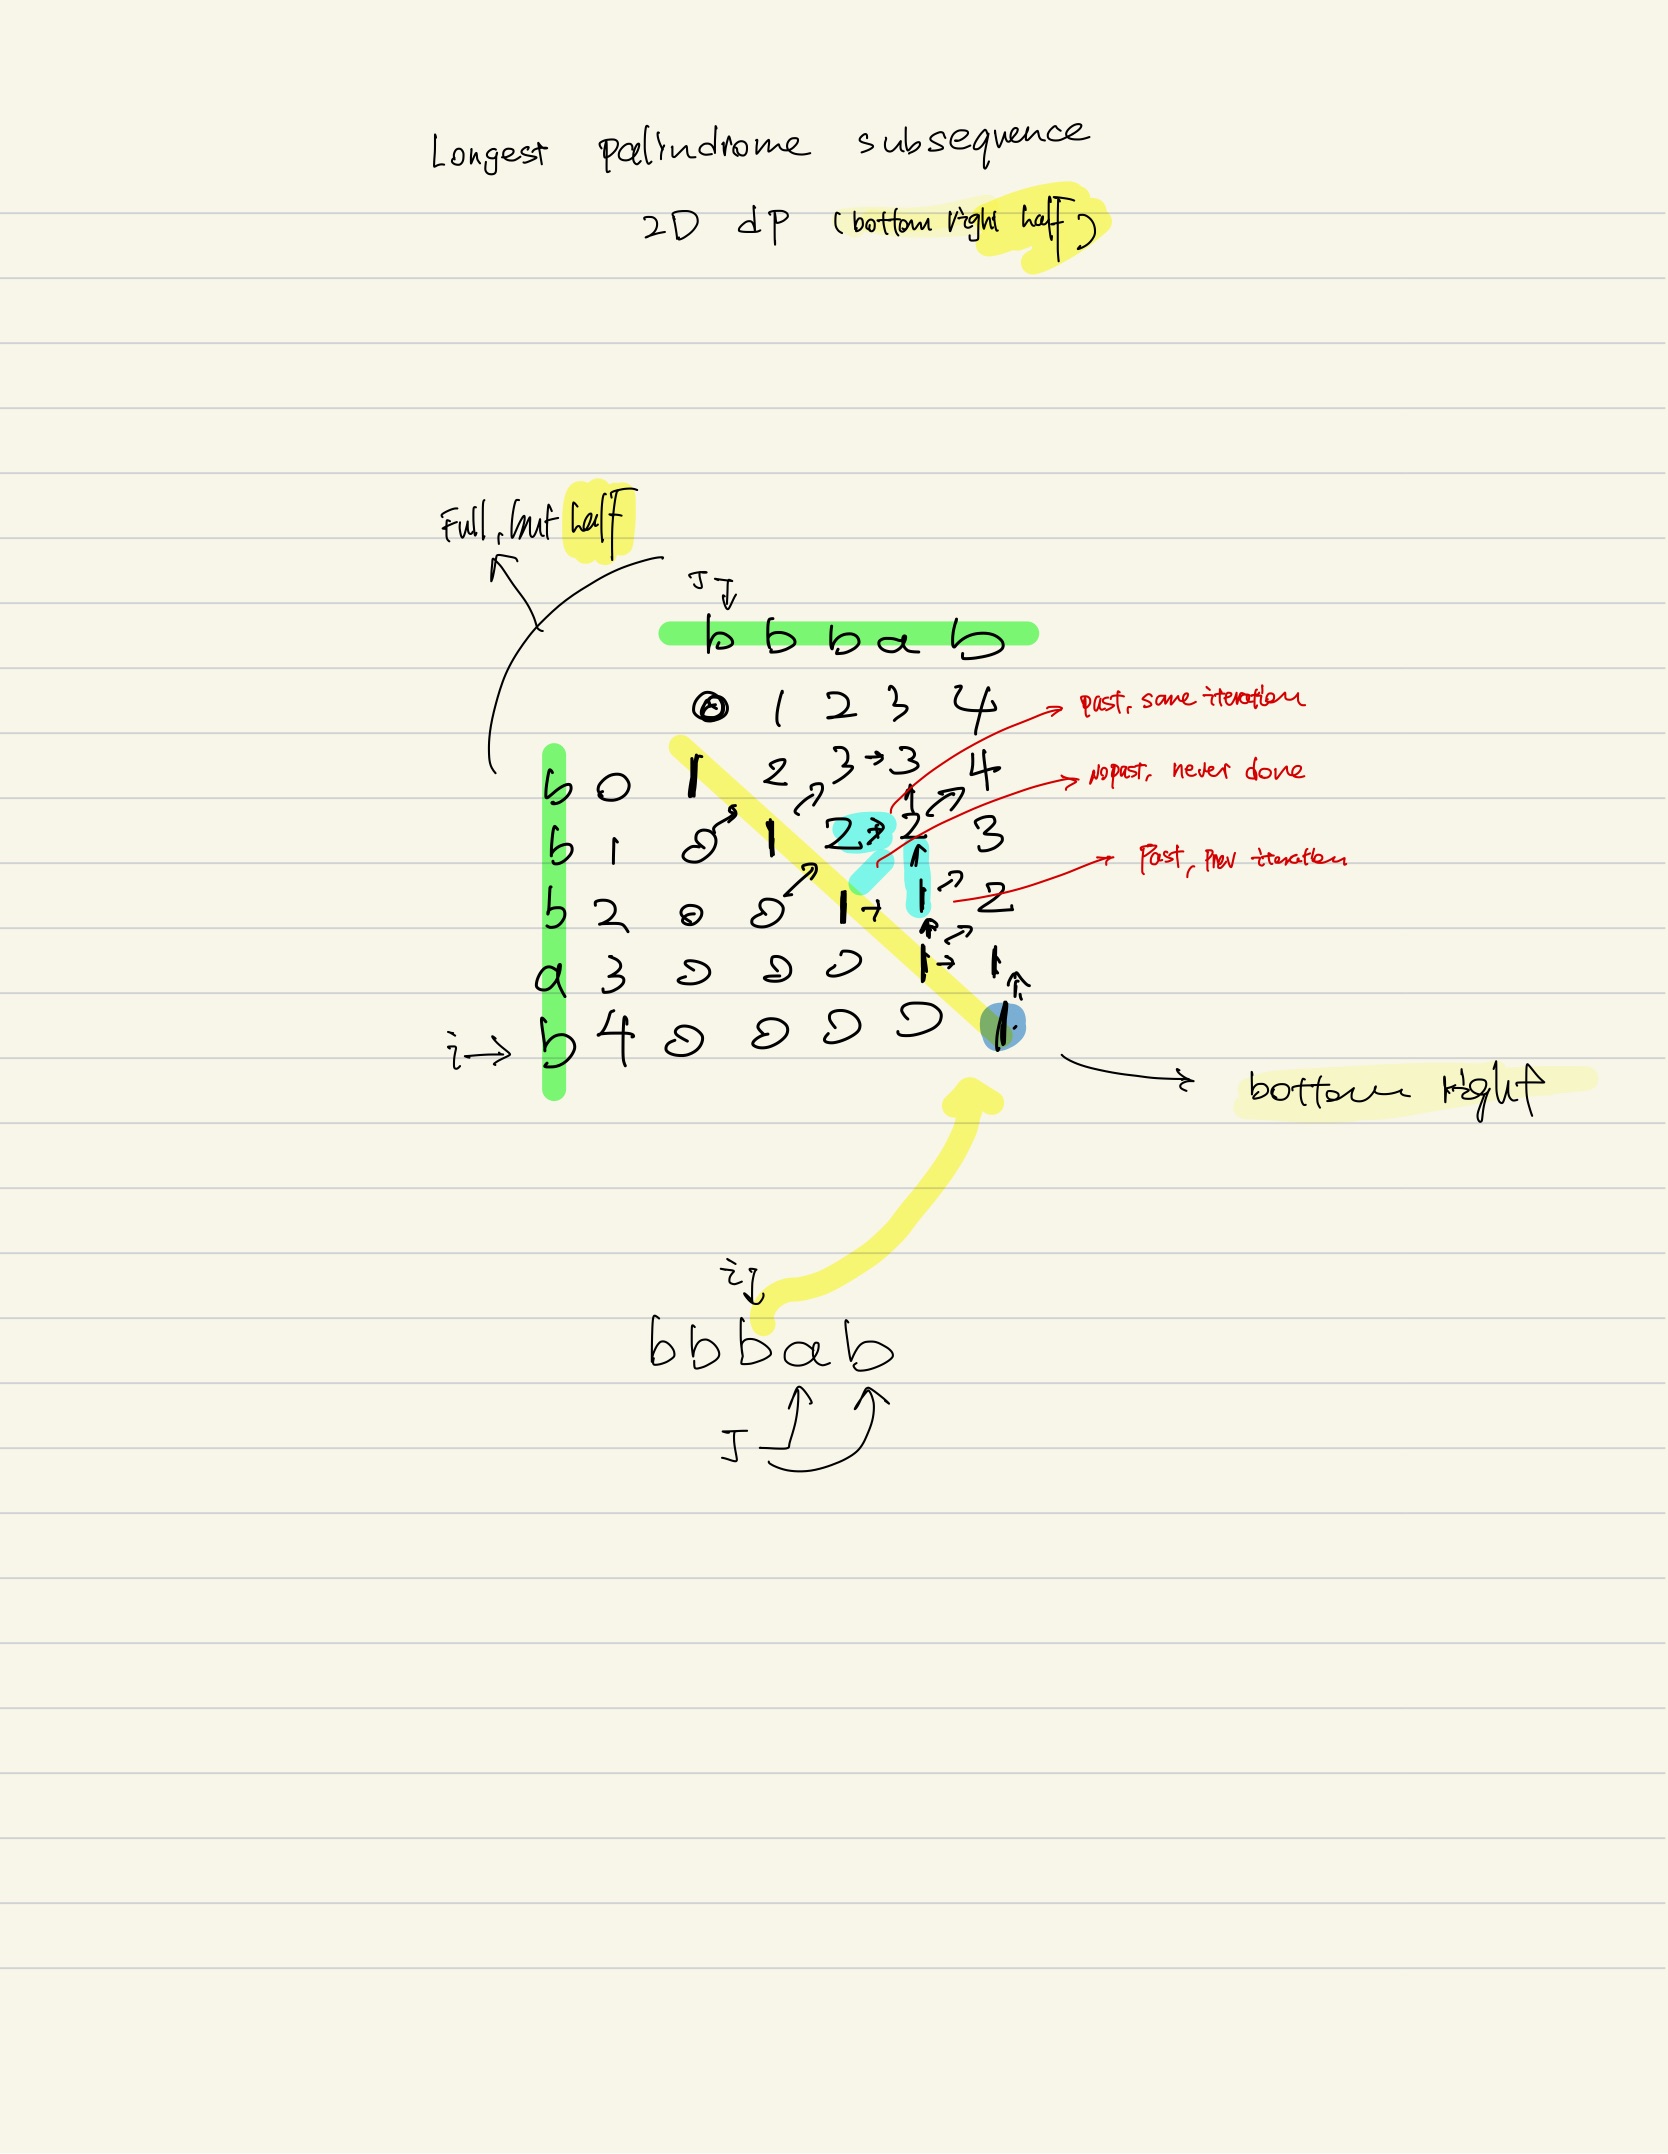 Longest palindrome subsequence
2D dP (bottom right half)
Full, but half
J
b b b a b
0 1 2 3 4
past, same iteration
b 0 1 2 3 → 3 4
No past, never done
b 1 0 1 2 → 2 3
Past, Prev iteration
b 2 0 0 1 → 1 2
a 3 0 0 0 1 → 1
i → b 4 0 0 0 0 1
bottom right
i
bbbab
J